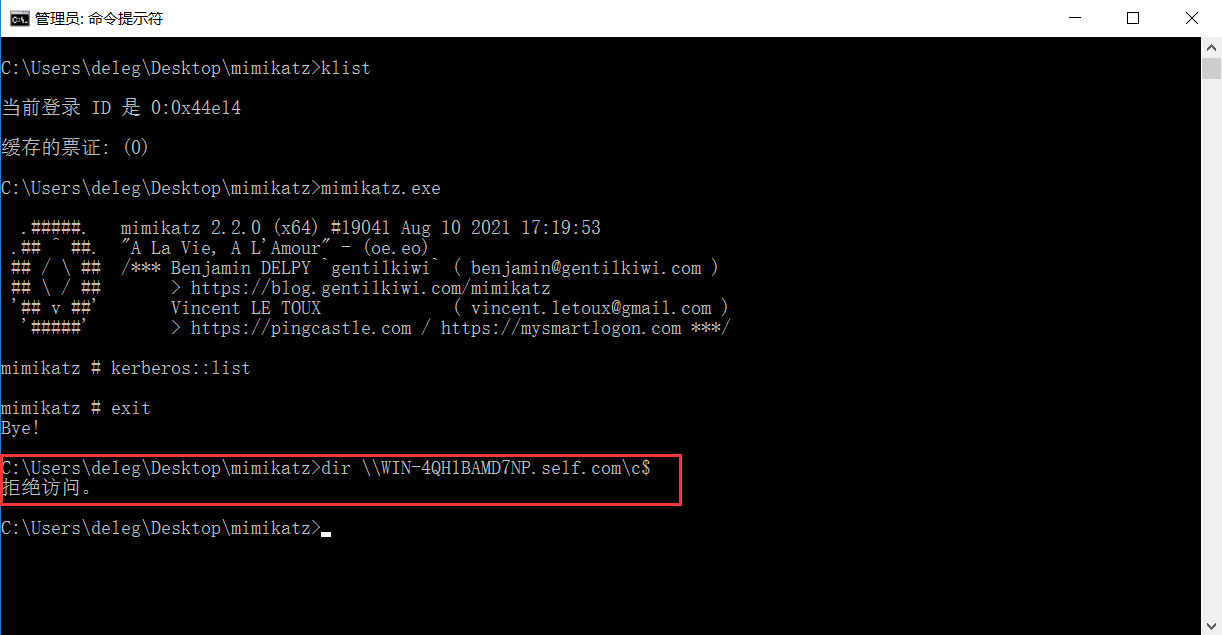 管理员: 命令提示符
C:\Users\deleg\Desktop\mimikatz>klist
当前登录 ID 是 0:0x44e14
缓存的票证: (0)
C:\Users\deleg\Desktop\mimikatz>mimikatz.exe
  .#####.   mimikatz 2.2.0 (x64) #19041 Aug 10 2021 17:19:53
 .## ^ ##.  "A La Vie, A L'Amour" - (oe.eo)
 ## / \ ##  /*** Benjamin DELPY `gentilkiwi` ( benjamin@gentilkiwi.com )
 ## \ / ##       > https://blog.gentilkiwi.com/mimikatz
 '## v ##'       Vincent LE TOUX             ( vincent.letoux@gmail.com )
  '#####'        > https://pingcastle.com / https://mysmartlogon.com ***/
mimikatz # kerberos::list
mimikatz # exit
Bye!
C:\Users\deleg\Desktop\mimikatz>dir \\WIN-4QH1BAMD7NP.self.com\c$
拒绝访问。
C:\Users\deleg\Desktop\mimikatz>